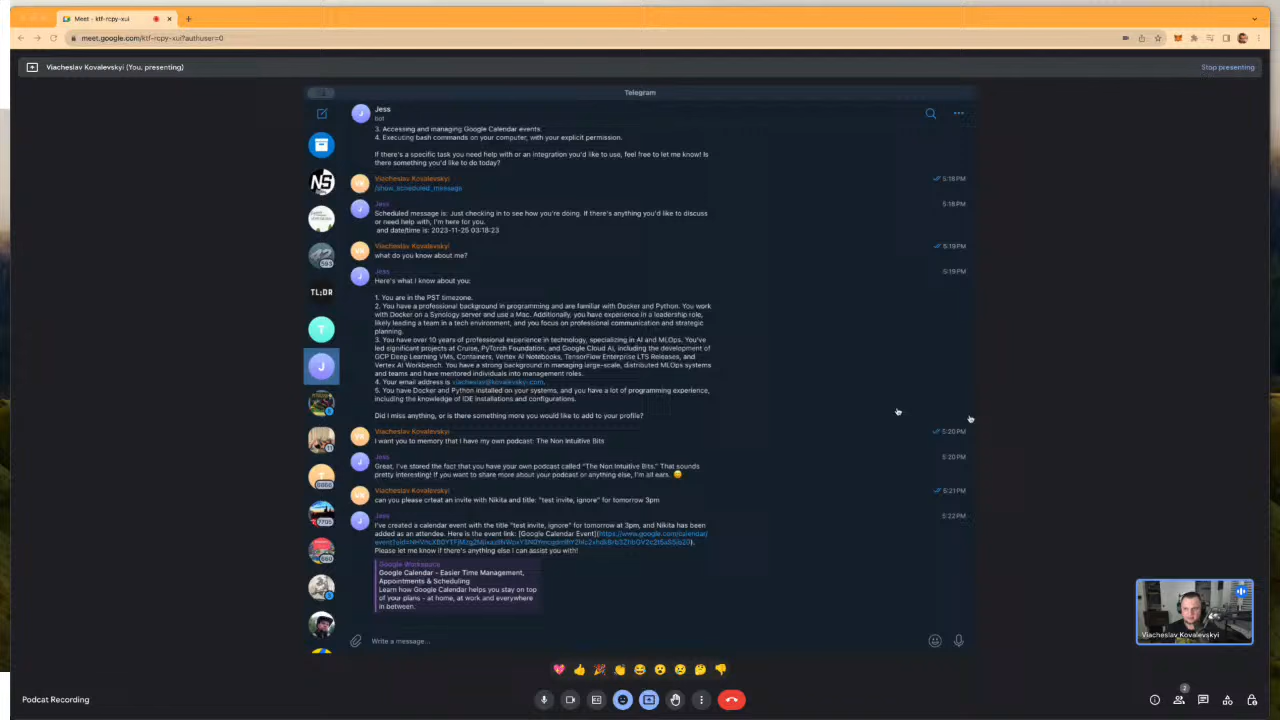 Meet - ktf-rcpy-xui
meet.google.com/ktf-rcpy-xui?authuser=0
Viacheslav Kovalevskyi (You, presenting)
Stop presenting
Telegram
Jess
bot
3. Accessing and managing Google Calendar events.
4. Executing bash commands on your computer, with your explicit permission.
If there's a specific task you need help with or an integration you'd like to use, feel free to let me know! Is
there something you'd like to do today?
Viacheslav Kovalevskyi
5:18 PM
/show_scheduled_message
Jess
5:18 PM
Scheduled message is: Just checking in to see how you're doing. If there's anything you'd like to discuss
or need help with, I'm here for you.
and date/time is: 2023-11-25 03:18:23
Viacheslav Kovalevskyi
5:19 PM
what do you know about me?
Jess
5:19 PM
Here's what I know about you:
1. You are in the PST timezone.
2. You have a professional background in programming and are familiar with Docker and Python. You work
with Docker on a Synology server and use a Mac. Additionally, you have experience in a leadership role,
likely leading a team in a tech environment, and you focus on professional communication and strategic
planning.
3. You have over 10 years of professional experience in technology, specializing in AI and MLOps. You've
led significant projects at Cruise, PyTorch Foundation, and Google Cloud AI, including the development of
GCP Deep Learning VMs, Containers, Vertex AI Notebooks, TensorFlow Enterprise LTS Releases, and
Vertex AI Workbench. You have a strong background in managing large-scale, distributed MLOps systems
and teams and have mentored individuals into management roles.
4. Your email address is viacheslav@kovalevskyi.com.
5. You have Docker and Python installed on your systems, and you have a lot of programming experience,
including the knowledge of IDE installations and configurations.
Did I miss anything, or is there something more you would like to add to your profile?
Viacheslav Kovalevskyi
5:20 PM
I want you to memory that I have my own podcast: The Non Intuitive Bits
Jess
5:20 PM
Great, I've stored the fact that you have your own podcast called "The Non Intuitive Bits." That sounds
pretty interesting! If you want to share more about your podcast or anything else, I'm all ears.
Viacheslav Kovalevskyi
5:21 PM
can you please crteat an invite with Nikita and title: "test invite, ignore" for tomorrow 3pm
Jess
5:22 PM
I've created a calendar event with the title "test invite, ignore" for tomorrow at 3pm, and Nikita has been
added as an attendee. Here is the event link: [Google Calendar Event](https://www.google.com/calendar/
Please let me know if there's anything else I can assist you with!
Google Workspace
Google Calendar - Easier Time Management,
Appointments & Scheduling
Learn how Google Calendar helps you stay on top
of your plans - at home, at work and everywhere
in between.
Write a message...
TL;DR
N5
T
J
Viacheslav Kovalevskyi
Podcat Recording
2